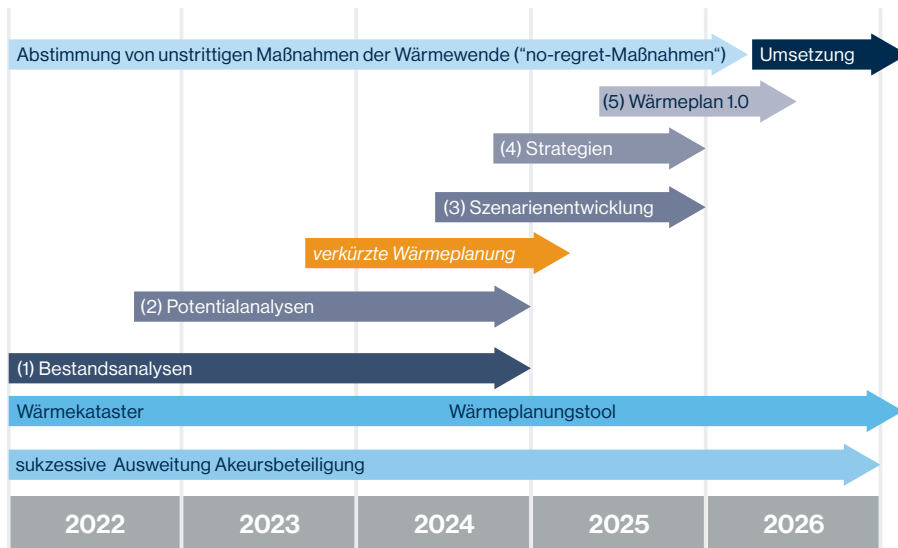 Abstimmung von unstrittigen Maßnahmen der Wärmewende (“no-regret-Maßnahmen“) Umsetzung
(5) Wärmeplan 1.0
(4) Strategien
(3) Szenarienentwicklung
verkürzte Wärmeplanung
(2) Potentialanalysen
(1) Bestandsanalysen
Wärmekataster Wärmeplanungstool
sukzessive Ausweitung Akeursbeteiligung
2022 2023 2024 2025 2026